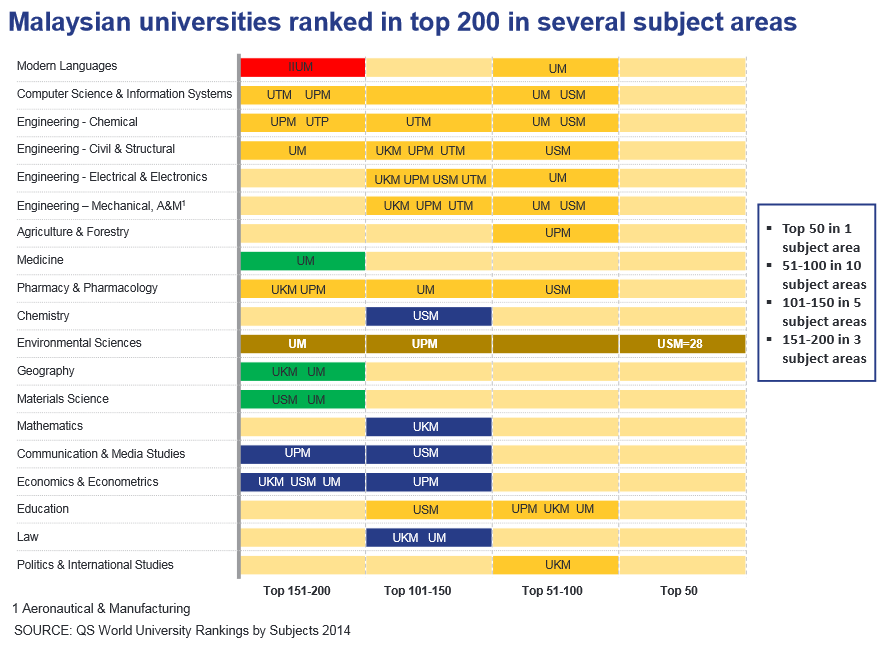 Malaysian universities ranked in top 200 in several subject areas
Modern Languages IIUM UM
Computer Science & Information Systems UTM UPM UM USM
Engineering - Chemical UPM UTP UTM UM USM
Engineering - Civil & Structural UM UKM UPM UTM USM
Engineering - Electrical & Electronics UKM UPM USM UTM UM
Engineering – Mechanical, A&M¹ UKM UPM UTM UM USM
Agriculture & Forestry UPM
Medicine UM
Pharmacy & Pharmacology UKM UPM UM USM
Chemistry USM
Environmental Sciences UM UPM USM=28
Geography UKM UM
Materials Science USM UM
Mathematics UKM
Communication & Media Studies UPM USM
Economics & Econometrics UKM USM UM UPM
Education USM UPM UKM UM
Law UKM UM
Politics & International Studies UKM
Top 151-200 Top 101-150 Top 51-100 Top 50
▪ Top 50 in 1
subject area
▪ 51-100 in 10
subject areas
▪ 101-150 in 5
subject areas
▪ 151-200 in 3
subject areas
1 Aeronautical & Manufacturing
SOURCE: QS World University Rankings by Subjects 2014